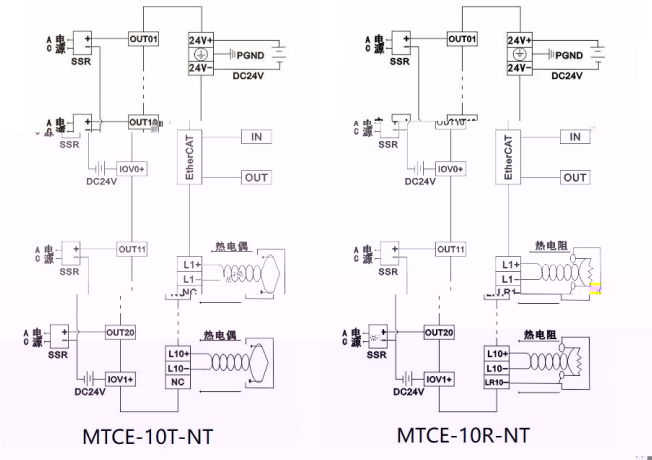 A 电 C 源
SSR
OUT01
24V+
PGND
24V-
DC24V
A 电
SSR
OUT10
IN
EtherCAT
OUT
IOV0+
DC24V
A 电 C 源
SSR
OUT11
热电偶
L1+
L1-
NC
A 电 C 源
SSR
OUT20
热电偶
L10+
L10-
NC
IOV1+
DC24V
MTCE-10T-NT
A 电 C 源
SSR
OUT01
24V+
PGND
24V-
DC24V
A 电
SSR
OUT10
IN
EtherCAT
OUT
IOV0+
DC24V
A 电 C 源
SSR
OUT11
热电阻
L1+
L1-
LR1
A 电 C 源
SSR
OUT20
热电阻
L10+
L10-
LR10-
IOV1+
DC24V
MTCE-10R-NT